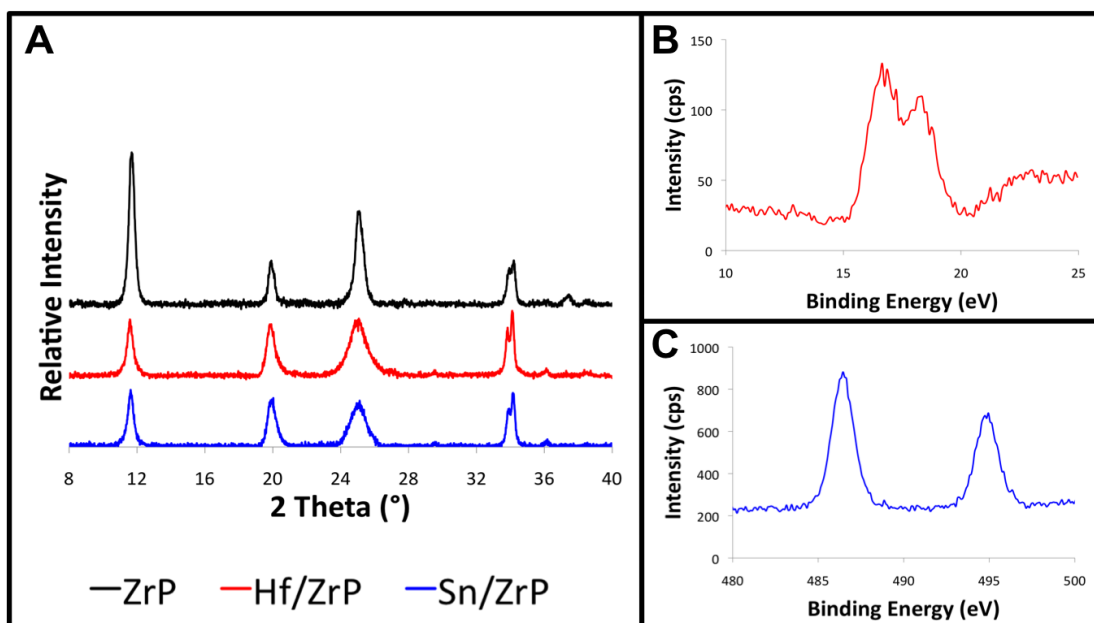 A
Relative Intensity
8 12 16 20 24 28 32 36 40
2 Theta (°)
ZrP Hf/ZrP Sn/ZrP
B
Intensity (cps)
150
100
50
0
10 15 20 25
Binding Energy (eV)
C
Intensity (cps)
1000
800
600
400
200
0
480 485 490 495 500
Binding Energy (eV)